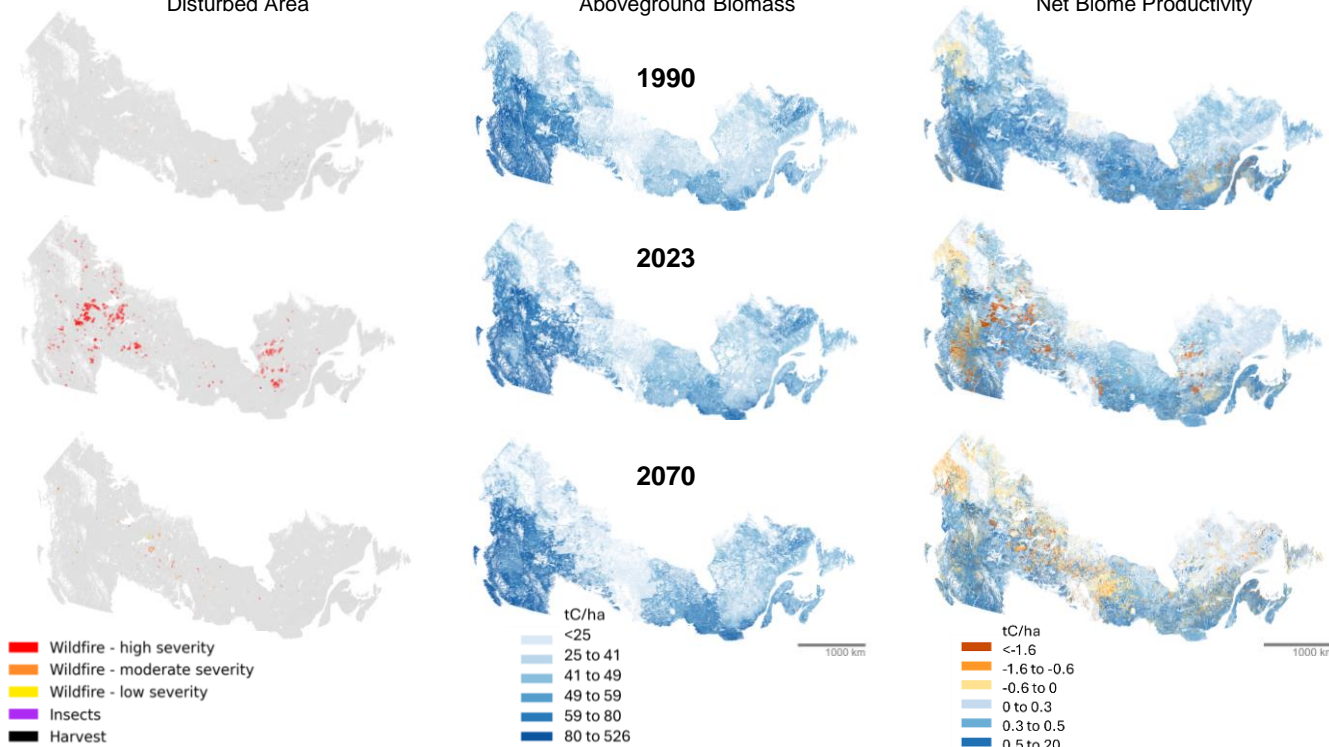 Disturbed Area
Aboveground Biomass
Net Biome Productivity
1990
2023
2070
Wildfire - high severity
Wildfire - moderate severity
Wildfire - low severity
Insects
Harvest
tC/ha
<25
25 to 41
41 to 49
49 to 59
59 to 80
80 to 526
1000 km
tC/ha
<-1.6
-1.6 to -0.6
-0.6 to 0
0 to 0.3
0.3 to 0.5
0.5 to 20
1000 km